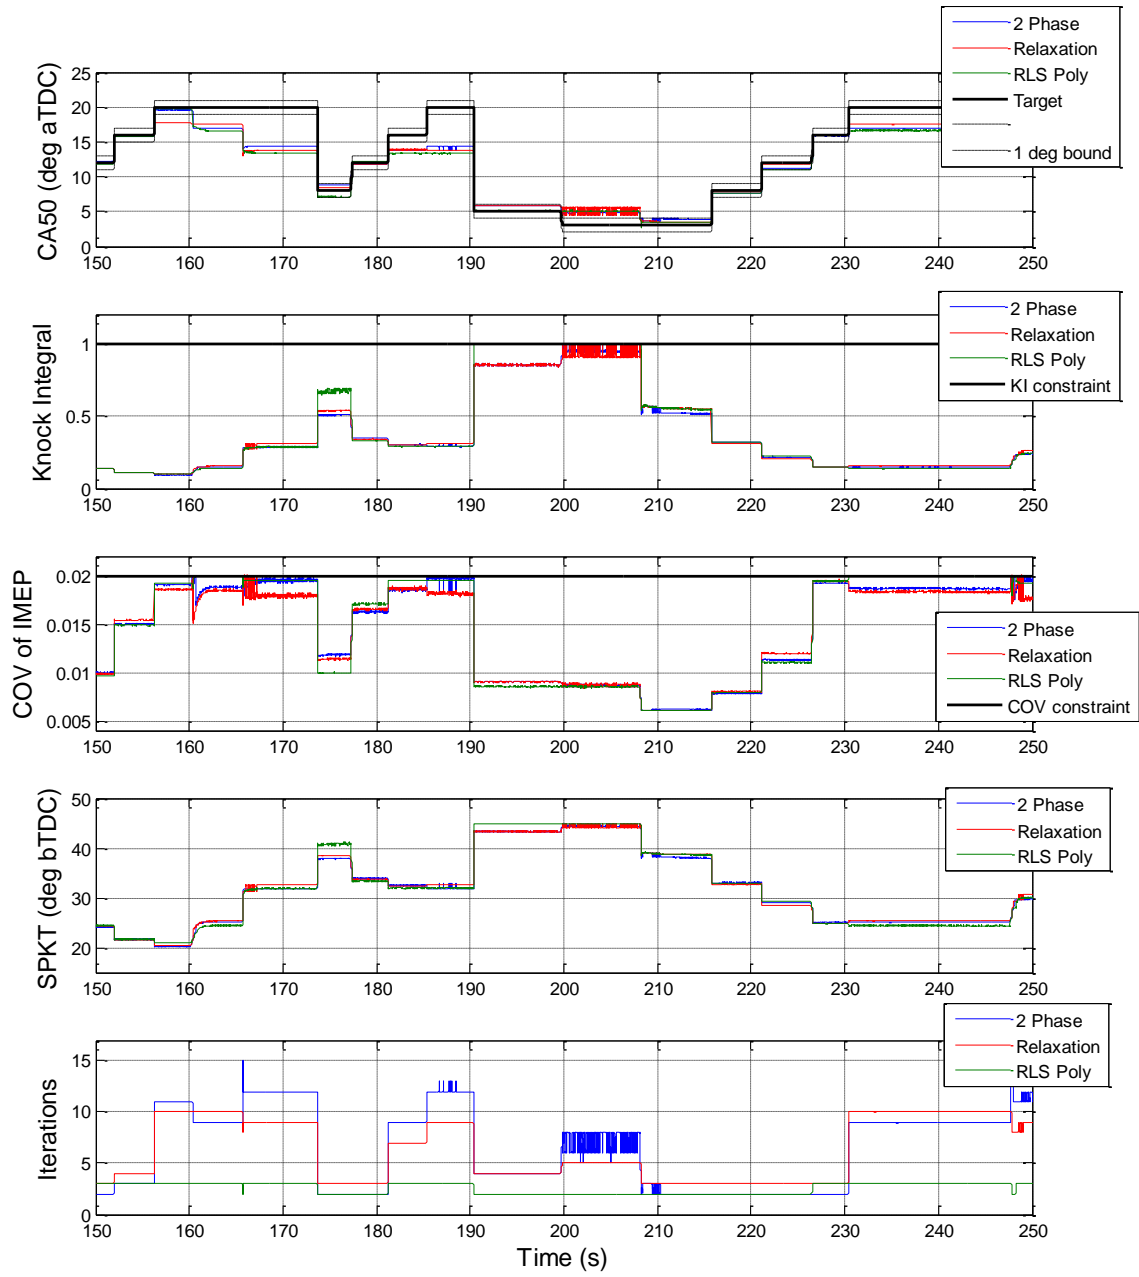 2 Phase
Relaxation
RLS Poly
Target
1 deg bound
CA50 (deg aTDC)
25
20
15
10
5
0
150 160 170 180 190 200 210 220 230 240 250
2 Phase
Relaxation
RLS Poly
KI constraint
Knock Integral
1
0.5
0
150 160 170 180 190 200 210 220 230 240 250
COV of IMEP
0.02
0.015
0.01
0.005
2 Phase
Relaxation
RLS Poly
COV constraint
150 160 170 180 190 200 210 220 230 240 250
2 Phase
Relaxation
RLS Poly
SPKT (deg bTDC)
50
40
30
20
150 160 170 180 190 200 210 220 230 240 250
2 Phase
Relaxation
RLS Poly
Iterations
15
10
5
0
150 160 170 180 190 200 210 220 230 240 250
Time (s)